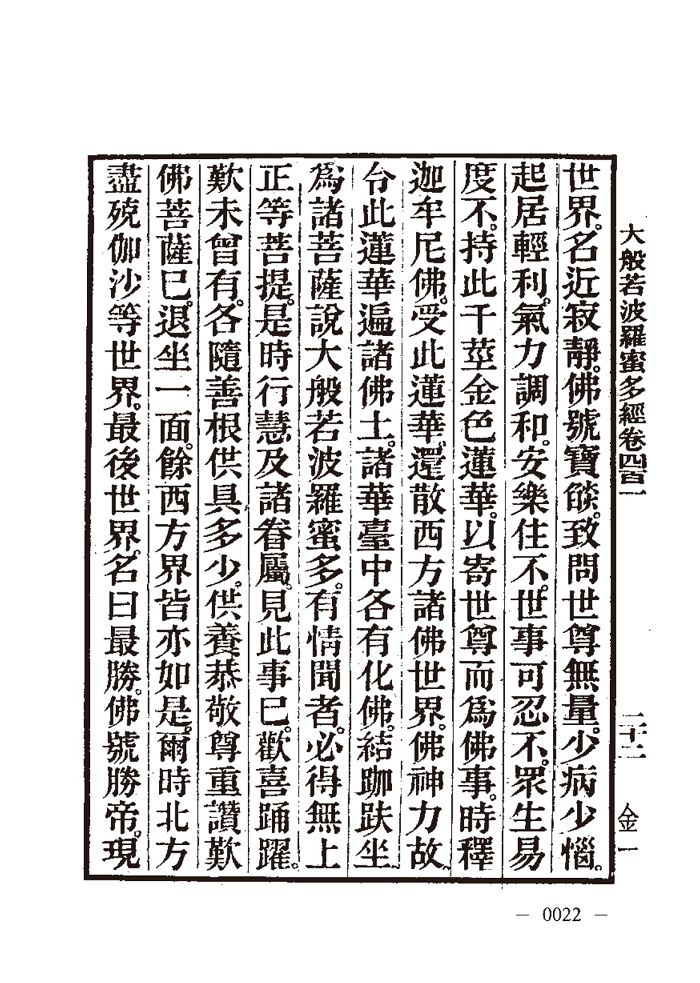 大般若波羅蜜多經卷四百一
二十二
金一
世界。名近寂靜。佛號寶燄。致問世尊無量。少病少惱。
起居輕利。氣力調和。安樂住不。世事可忍不。眾生易
度不。持此千莖金色蓮華。以寄世尊而爲佛事。時釋
迦牟尼佛。受此蓮華。還散西方諸佛世界。佛神力故。
令此蓮華遍諸佛土。諸華臺中各有化佛。結跏趺坐。
爲諸菩薩說大般若波羅蜜多。有情聞者。必得無上
正等菩提。是時行慧及諸眷屬。見此事已。歡喜踊躍。
歎未曾有。各隨善根供具多少。供養恭敬尊重讚歎
佛菩薩已。退坐一面。餘西方界皆亦如是。爾時北方
盡殑伽沙等世界。最後世界。名曰最勝。佛號勝帝。現
— 0022 —